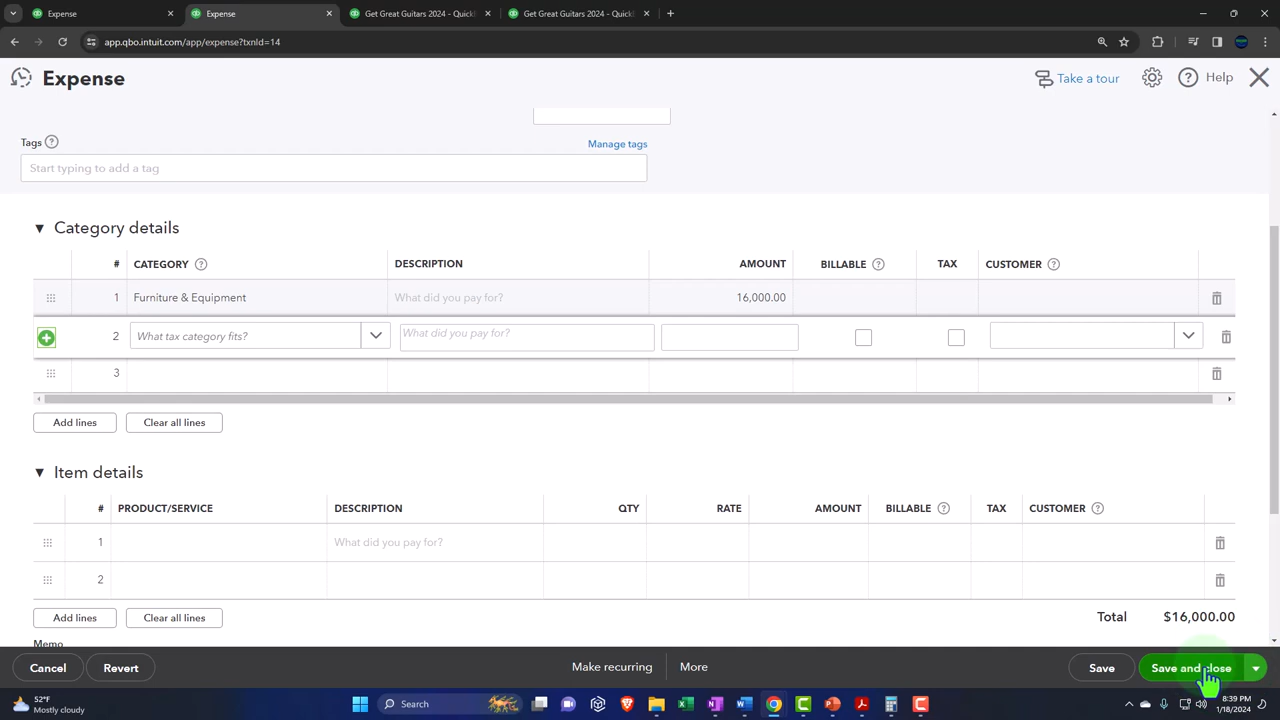 Expense
Expense
Get Great Guitars 2024 - QuickB
Get Great Guitars 2024 - QuickB
app.qbo.intuit.com/app/expense?txnId=14
Expense
Take a tour
Help
Tags
Manage tags
Start typing to add a tag
Category details
# CATEGORY DESCRIPTION AMOUNT BILLABLE TAX CUSTOMER
1 Furniture & Equipment What did you pay for? 16,000.00
2 What tax category fits? What did you pay for?
3
Add lines Clear all lines
Item details
# PRODUCT/SERVICE DESCRIPTION QTY RATE AMOUNT BILLABLE TAX CUSTOMER
1 What did you pay for?
2
Add lines Clear all lines
Total $16,000.00
Memo
Cancel Revert Make recurring More Save Save and close
52°F
Mostly cloudy
Search
8:39 PM
1/18/2024